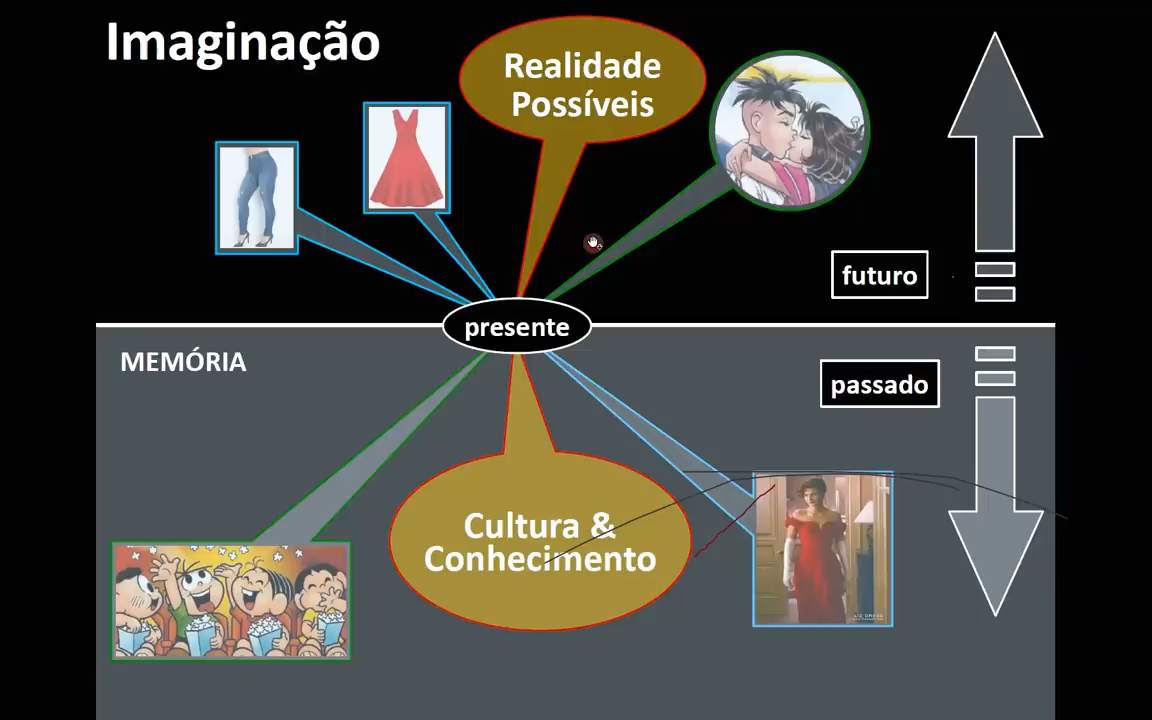 Imaginação
Realidade
Possíveis
futuro
presente
MEMÓRIA
passado
Cultura &
Conhecimento